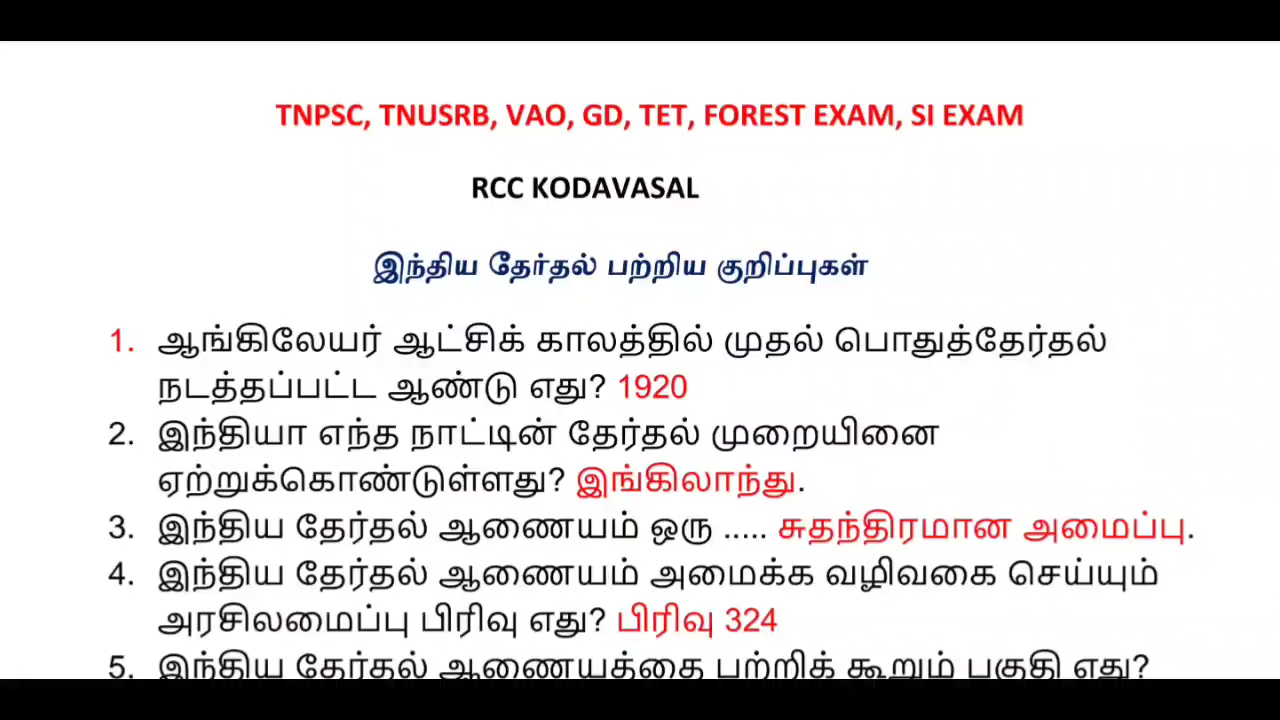 TNPSC, TNUSRB, VAO, GD, TET, FOREST EXAM, SI EXAM
RCC KODAVASAL
இந்திய தேர்தல் பற்றிய குறிப்புகள்
1. ஆங்கிலேயர் ஆட்சிக் காலத்தில் முதல் பொதுத்தேர்தல்
நடத்தப்பட்ட ஆண்டு எது? 1920
2. இந்தியா எந்த நாட்டின் தேர்தல் முறையினை
ஏற்றுக்கொண்டுள்ளது? இங்கிலாந்து.
3. இந்திய தேர்தல் ஆணையம் ஒரு ..... சுதந்திரமான அமைப்பு.
4. இந்திய தேர்தல் ஆணையம் அமைக்க வழிவகை செய்யும்
அரசிலமைப்பு பிரிவு எது? பிரிவு 324
5. இந்திய தேர்தல் ஆணையத்தை பற்றிக் கூறும் பகுதி எது?